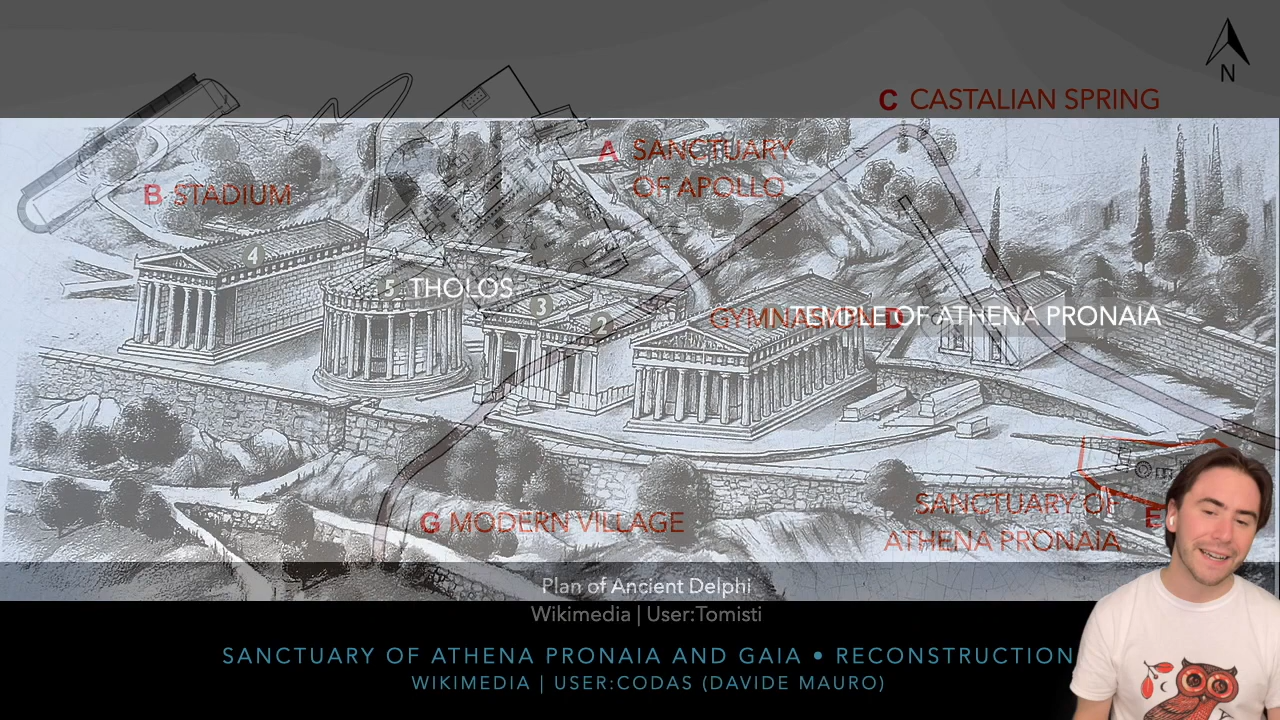 N
C CASTALIAN SPRING
A SANCTUARY
OF APOLLO
B STADIUM
4
5 THOLOS
3
2
GYMNASIUM D
TEMPLE OF ATHENA PRONAIA
SANCTUARY OF
E
ATHENA PRONAIA
G MODERN VILLAGE
Plan of Ancient Delphi
Wikimedia | User:Tomisti
SANCTUARY OF ATHENA PRONAIA AND GAIA • RECONSTRUCTION
WIKIMEDIA | USER:CODAS (DAVIDE MAURO)